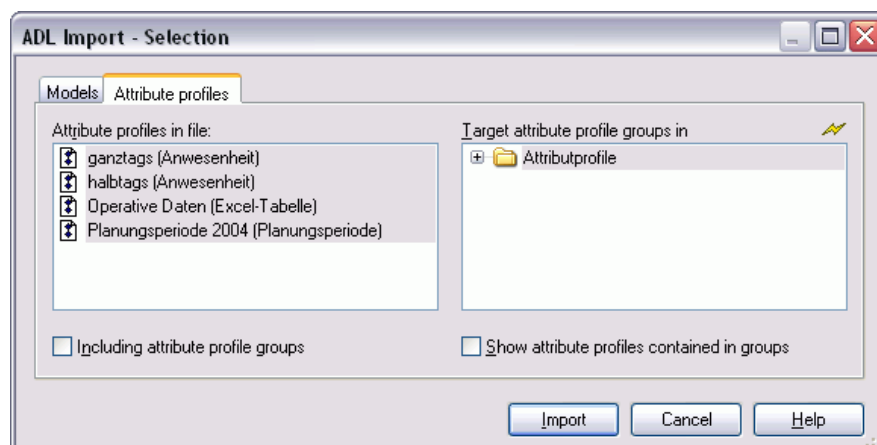 ADL Import - Selection
Models
Attribute profiles
Attribute profiles in file:
ganztags (Anwesenheit)
halbtags (Anwesenheit)
Operative Daten (Excel-Tabelle)
Planungsperiode 2004 (Planungsperiode)
Including attribute profile groups
Target attribute profile groups in
Attributprofile
Show attribute profiles contained in groups
Import
Cancel
Help